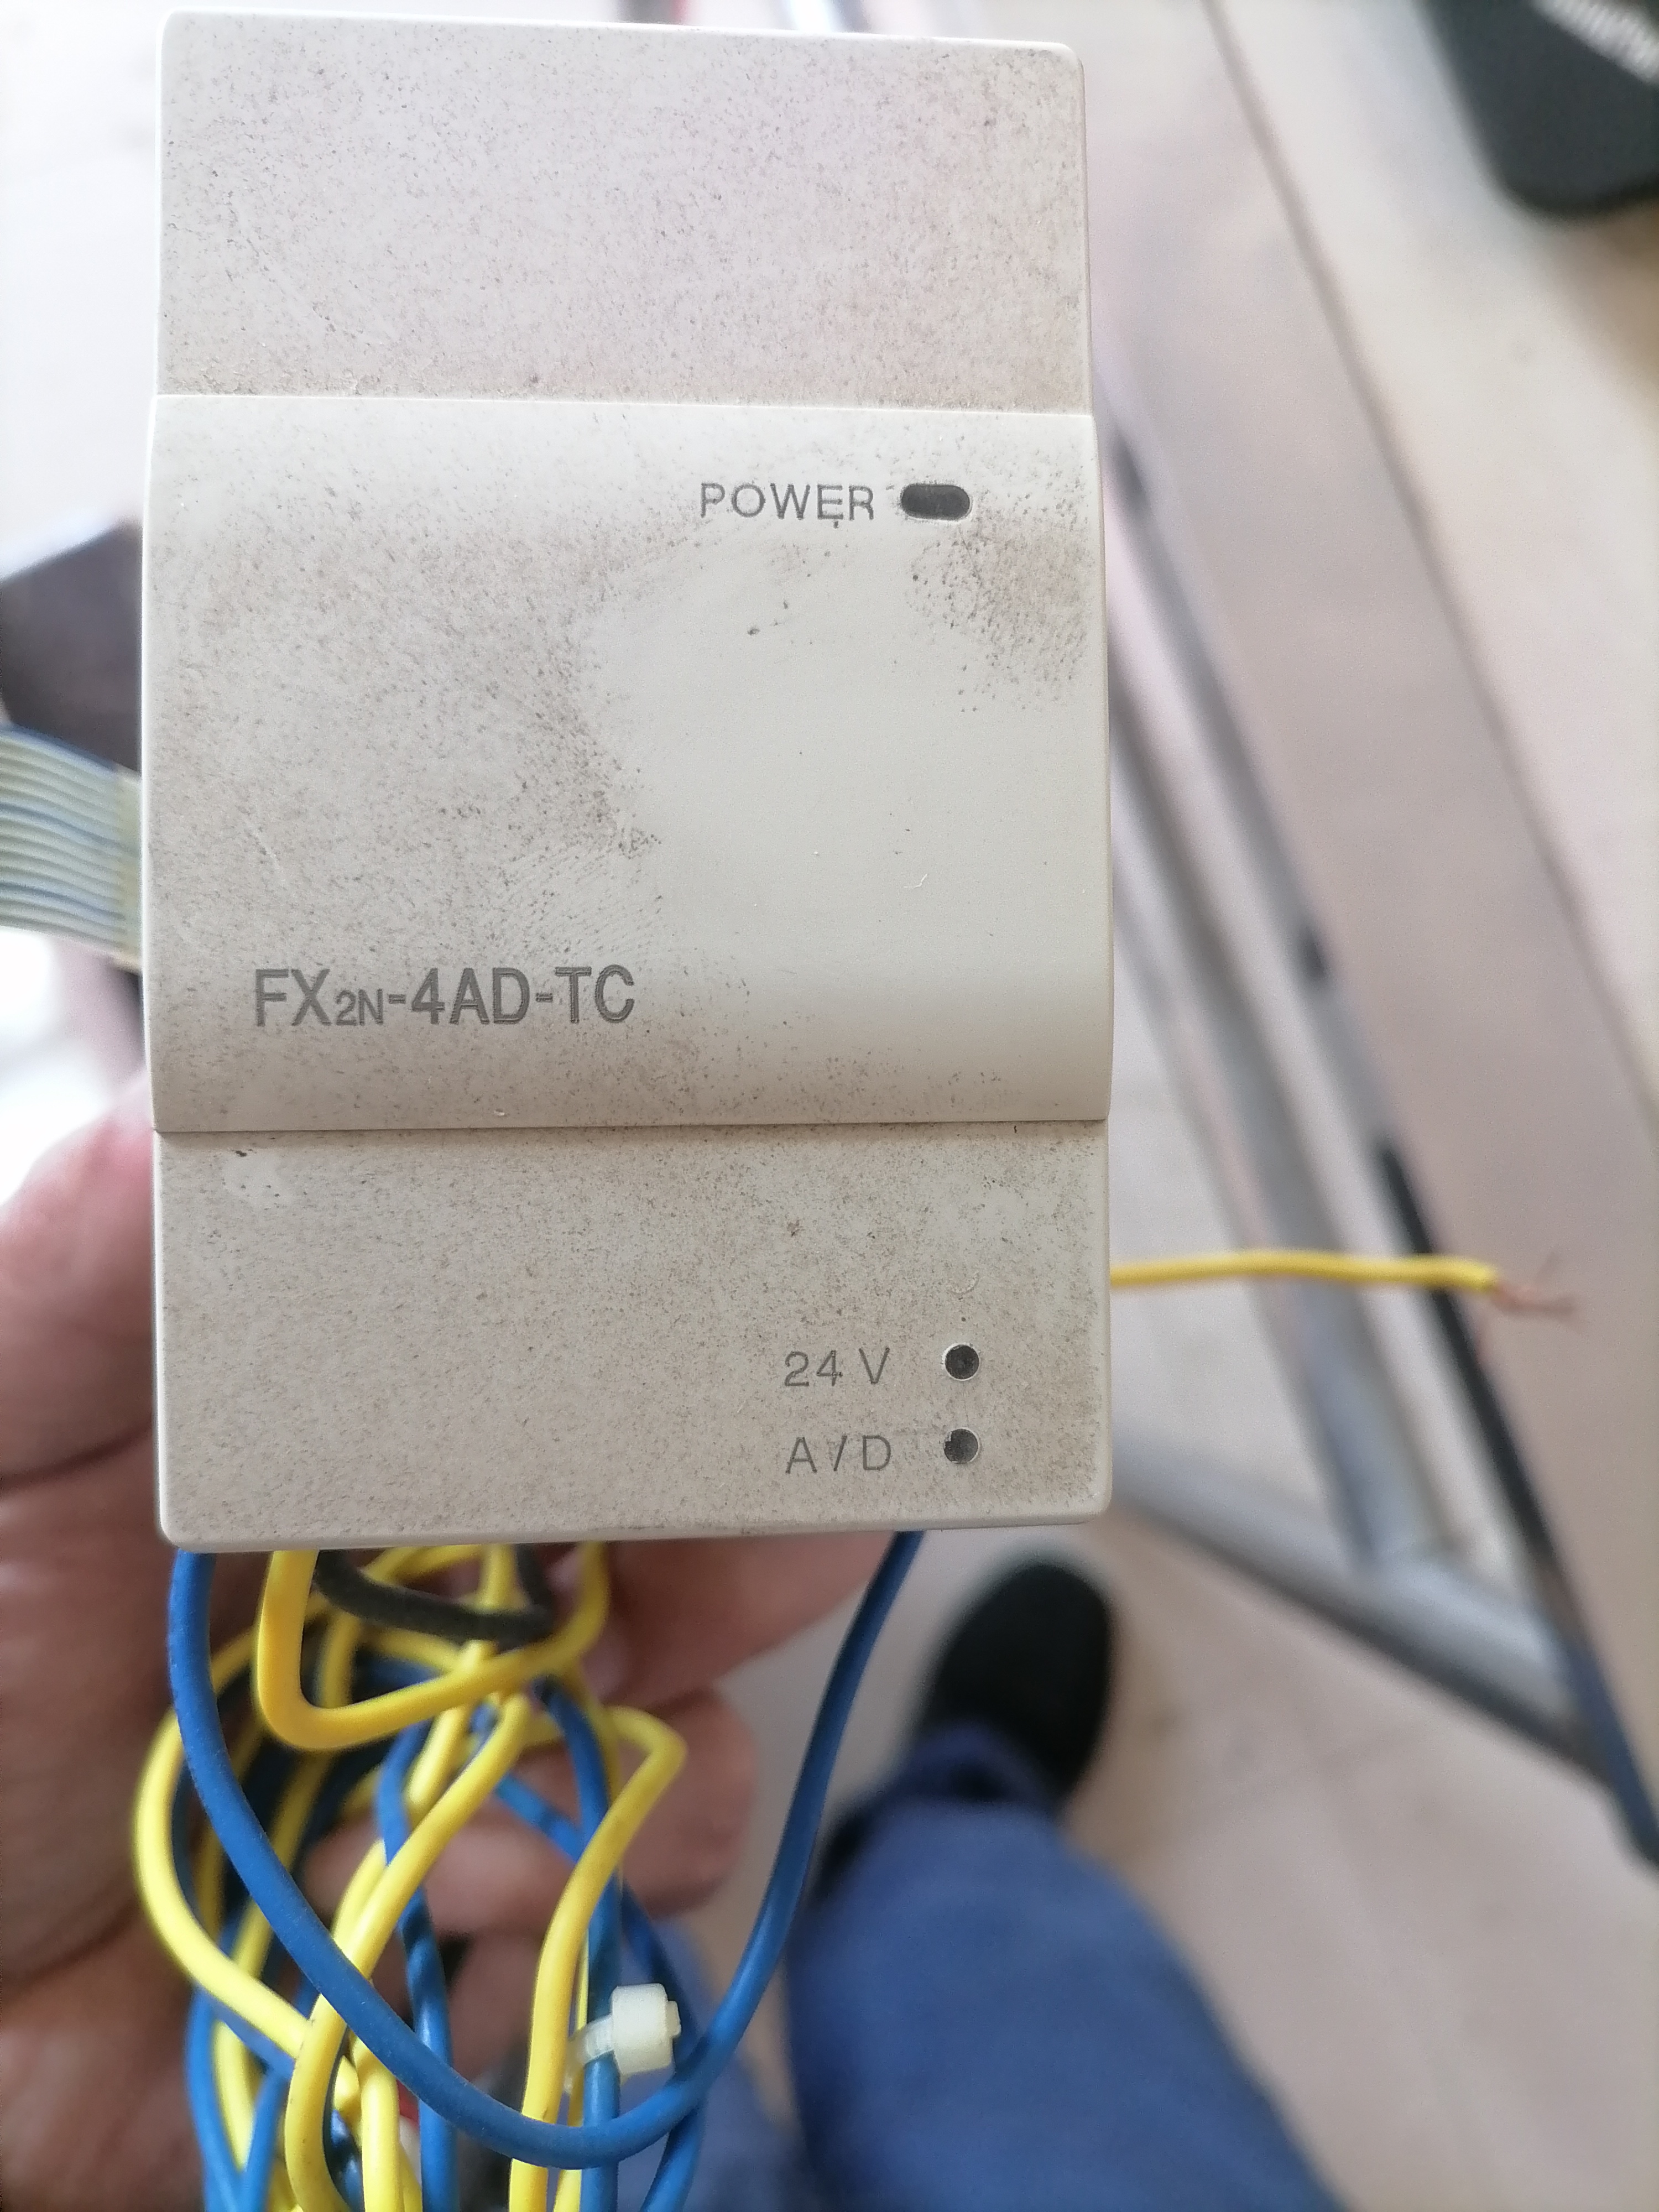 POWER
FX2N-4AD-TC
24V
A/D